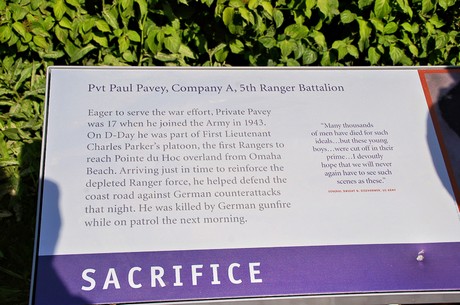 Pvt Paul Pavey, Company A, 5th Ranger Battalion
Eager to serve the war effort, Private Pavey
was 17 when he joined the Army in 1943.
On D-Day he was part of First Lieutenant
Charles Parker's platoon, the first Rangers to
reach Pointe du Hoc overland from Omaha
Beach. Arriving just in time to reinforce the
depleted Ranger force, he helped defend the
coast road against German counterattacks
that night. He was killed by German gunfire
while on patrol the next morning.
"Many thousands
of men have died for such
ideals...but these young
boys...were cut off in their
prime...I devoutly
hope that we will never
again have to see such
scenes as these."
GENERAL DWIGHT D. EISENHOWER, US ARMY
SACRIFICE